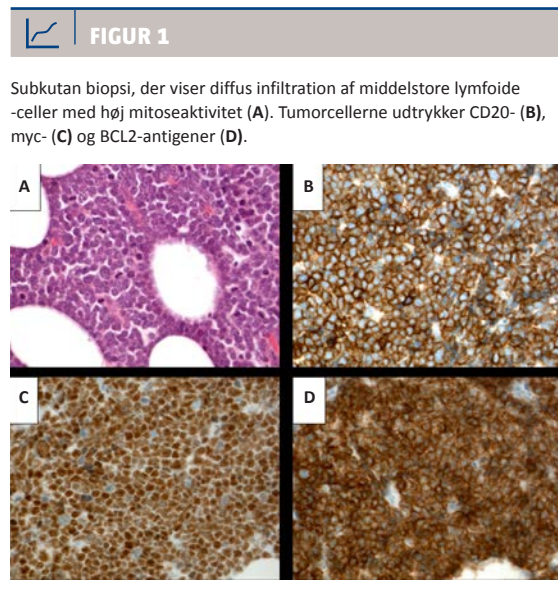 FIGUR 1
Subkutan biopsi, der viser diffus infiltration af middelstore lymfoide
-celler med høj mitoseaktivitet (A). Tumorcellerne udtrykker CD20- (B),
myc- (C) og BCL2-antigener (D).
A
B
C
D